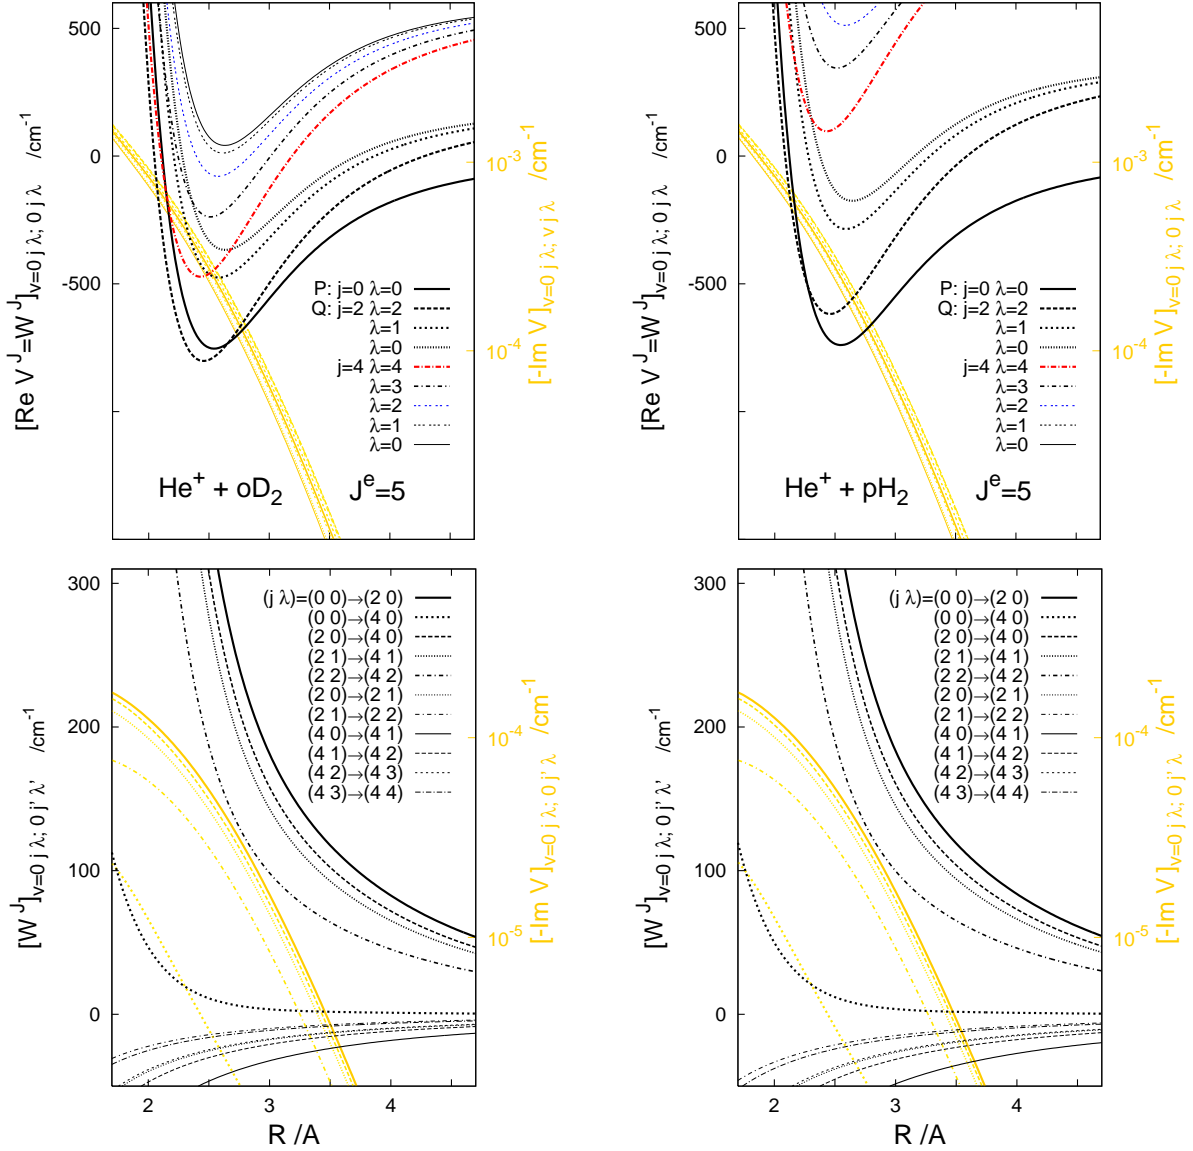 500
0
-500
[Re V^J=W^J]_{v=0 j λ; 0 j λ} /cm^-1
10^-3
10^-4
[-Im V]_{v=0 j λ; v j λ} /cm^-1
P: j=0 λ=0
Q: j=2 λ=2
λ=1
λ=0
j=4 λ=4
λ=3
λ=2
λ=1
λ=0
He^+ + oD_2 J^e=5
500
0
-500
[Re V^J=W^J]_{v=0 j λ; 0 j λ} /cm^-1
10^-3
10^-4
[-Im V]_{v=0 j λ; 0 j λ} /cm^-1
P: j=0 λ=0
Q: j=2 λ=2
λ=1
λ=0
j=4 λ=4
λ=3
λ=2
λ=1
λ=0
He^+ + pH_2 J^e=5
300
200
100
0
[W^J]_{v=0 j λ; 0 j' λ'} /cm^-1
10^-4
10^-5
[-Im V]_{v=0 j λ; 0 j' λ} /cm^-1
(j λ)=(0 0)→(2 0)
(0 0)→(4 0)
(2 0)→(4 0)
(2 1)→(4 1)
(2 2)→(4 2)
(2 0)→(2 1)
(2 1)→(2 2)
(4 0)→(4 1)
(4 1)→(4 2)
(4 2)→(4 3)
(4 3)→(4 4)
2 3 4
R /A
300
200
100
0
[W^J]_{v=0 j λ; 0 j' λ'} /cm^-1
10^-4
10^-5
[-Im V]_{v=0 j λ; 0 j' λ} /cm^-1
(j λ)=(0 0)→(2 0)
(0 0)→(4 0)
(2 0)→(4 0)
(2 1)→(4 1)
(2 2)→(4 2)
(2 0)→(2 1)
(2 1)→(2 2)
(4 0)→(4 1)
(4 1)→(4 2)
(4 2)→(4 3)
(4 3)→(4 4)
2 3 4
R /A